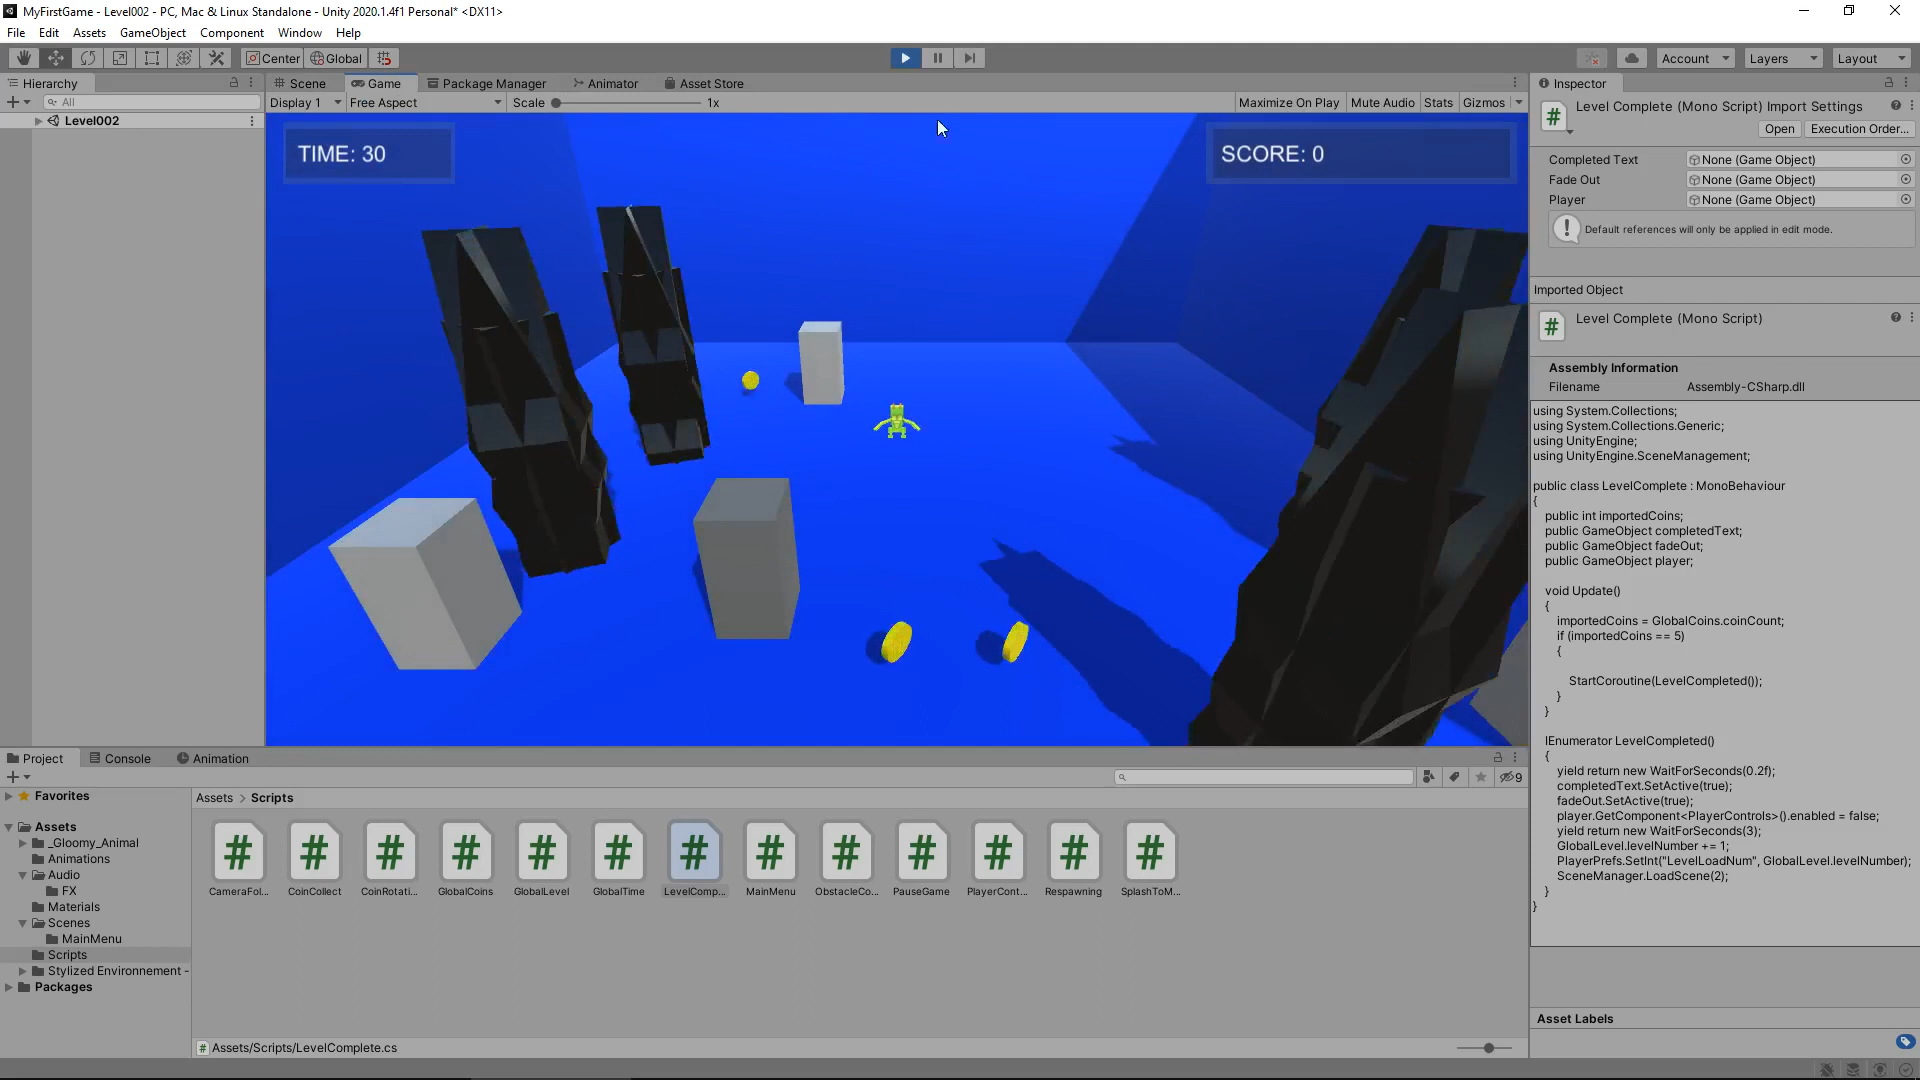 MyFirstGame - Level002 - PC, Mac & Linux Standalone - Unity 2020.1.4f1 Personal* <DX11>
File Edit Assets GameObject Component Window Help
Center Global Account Layers Layout
Hierarchy
All
Level002
Scene Game Package Manager Animator Asset Store
Display 1 Free Aspect Scale 1x Maximize On Play Mute Audio Stats Gizmos
TIME: 30
SCORE: 0
Inspector
Level Complete (Mono Script) Import Settings
Open Execution Order...
Completed Text None (Game Object)
Fade Out None (Game Object)
Player None (Game Object)
Default references will only be applied in edit mode.
Imported Object
Level Complete (Mono Script)
Assembly Information
Filename Assembly-CSharp.dll
using System.Collections;
using System.Collections.Generic;
using UnityEngine;
using UnityEngine.SceneManagement;
public class LevelComplete : MonoBehaviour
{
public int importedCoins;
public GameObject completedText;
public GameObject fadeOut;
public GameObject player;
void Update()
{
importedCoins = GlobalCoins.coinCount;
if (importedCoins == 5)
{
StartCoroutine(LevelCompleted());
}
}
IEnumerator LevelCompleted()
{
yield return new WaitForSeconds(0.2f);
completedText.SetActive(true);
fadeOut.SetActive(true);
player.GetComponent<PlayerControls>().enabled = false;
yield return new WaitForSeconds(3);
GlobalLevel.levelNumber += 1;
PlayerPrefs.SetInt("LevelLoadNum", GlobalLevel.levelNumber);
SceneManager.LoadScene(2);
}
}
Asset Labels
Project Console Animation
9
Favorites
Assets
_Gloomy_Animal
Animations
Audio
FX
Materials
Scenes
MainMenu
Scripts
Stylized Environnement -
Packages
Assets > Scripts
CameraFol... CoinCollect CoinRotati... GlobalCoins GlobalLevel GlobalTime LevelComp... MainMenu ObstacleCo... PauseGame PlayerCont... Respawning SplashToM...
Assets/Scripts/LevelComplete.cs